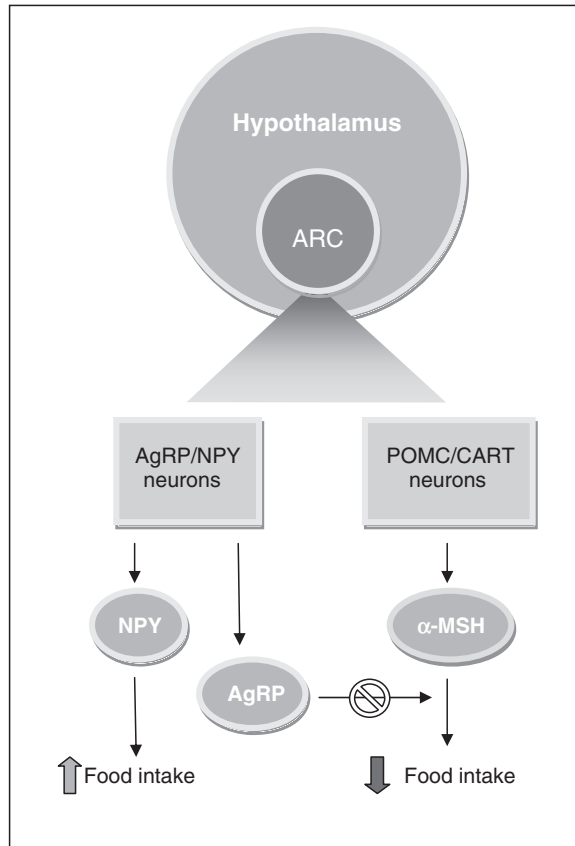 Hypothalamus
ARC
AgRP/NPY
neurons
POMC/CART
neurons
NPY
α-MSH
AgRP
Food intake
Food intake